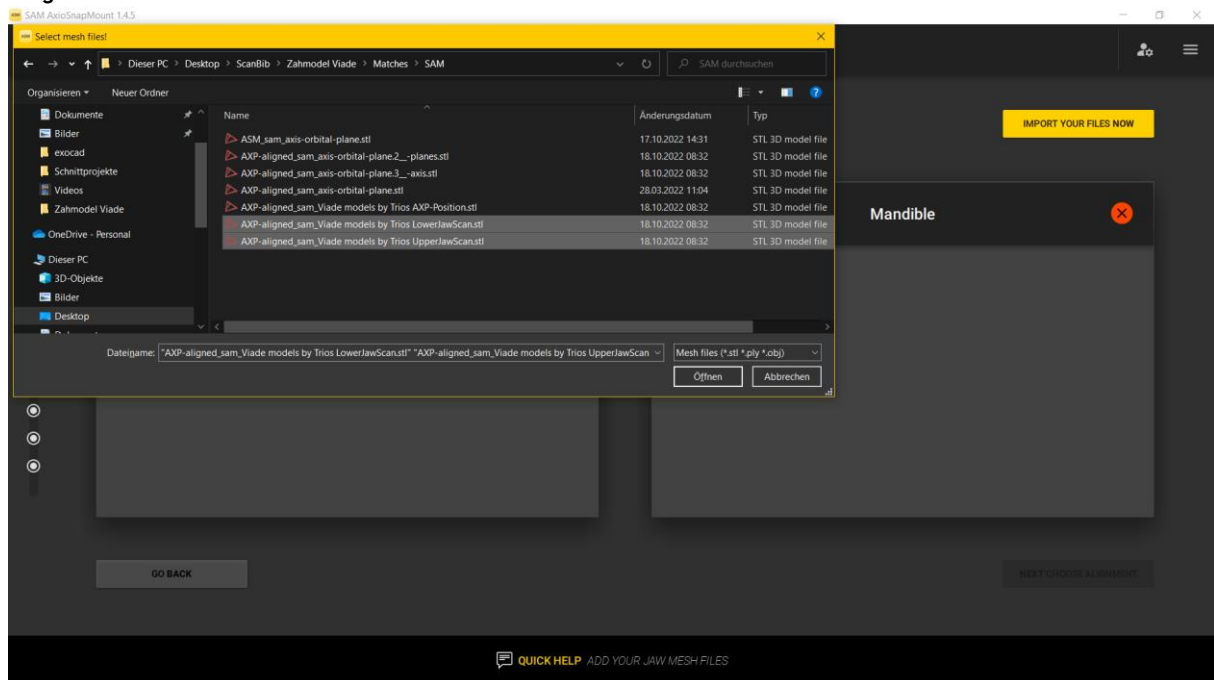 SAM AxioSnapMount 1.4.5
Select mesh files!
Dieser PC > Desktop > ScanBib > Zahmodel Viade > Matches > SAM
SAM durchsuchen
Organisieren
Neuer Ordner
Dokumente
Bilder
exocad
Schnittprojekte
Videos
Zahmodel Viade
OneDrive - Personal
Dieser PC
3D-Objekte
Bilder
Desktop
Name Änderungsdatum Typ
ASM_sam_axis-orbital-plane.stl 17.10.2022 14:31 STL 3D model file
AXP-aligned_sam_axis-orbital-plane.2__-planes.stl 18.10.2022 08:32 STL 3D model file
AXP-aligned_sam_axis-orbital-plane.3__-axis.stl 18.10.2022 08:32 STL 3D model file
AXP-aligned_sam_axis-orbital-plane.stl 28.03.2022 11:04 STL 3D model file
AXP-aligned_sam_Viade models by Trios AXP-Position.stl 18.10.2022 08:32 STL 3D model file
AXP-aligned_sam_Viade models by Trios LowerJawScan.stl 18.10.2022 08:32 STL 3D model file
AXP-aligned_sam_Viade models by Trios UpperJawScan.stl 18.10.2022 08:32 STL 3D model file
Dateiname: "AXP-aligned_sam_Viade models by Trios LowerJawScan.stl" "AXP-aligned_sam_Viade models by Trios UpperJawScan
Mesh files (*.stl *.ply *.obj)
Öffnen
Abbrechen
IMPORT YOUR FILES NOW
Mandible
GO BACK
NEXT CHOOSE ALIGNMENT
QUICK HELP ADD YOUR JAW MESH FILES